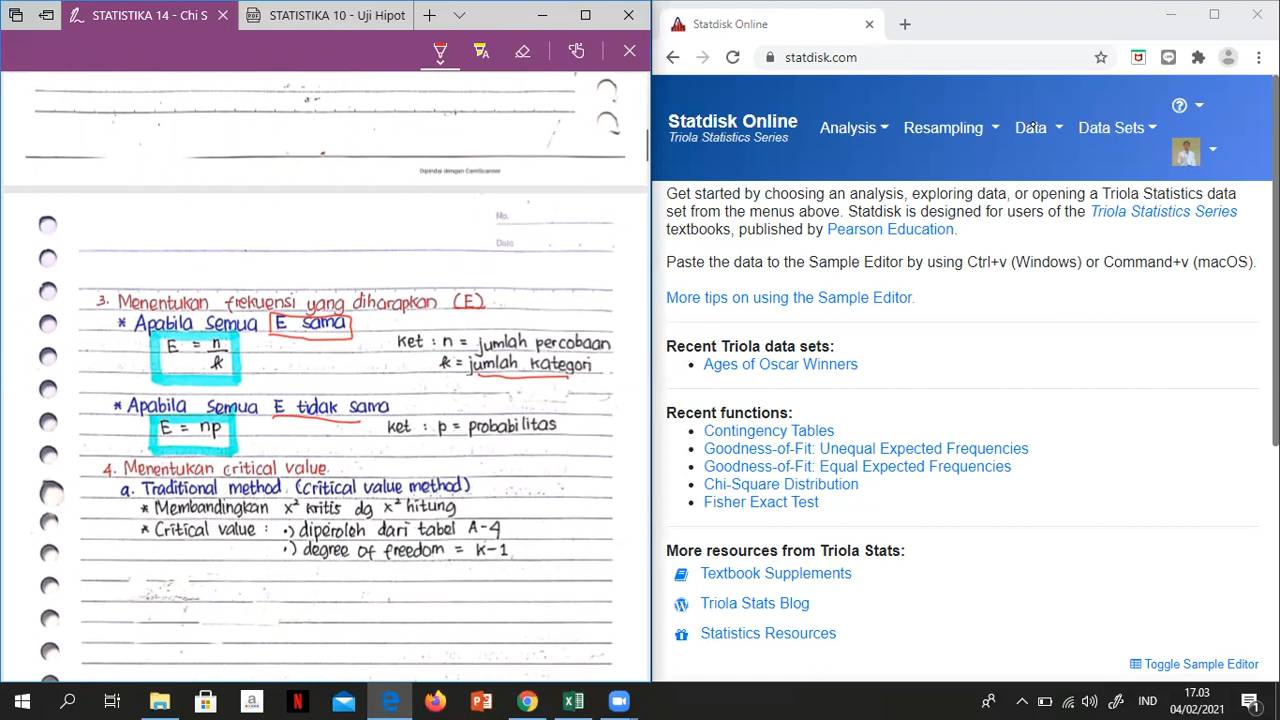 STATISTIKA 14 - Chi S
STATISTIKA 10 - Uji Hipot
Dipindai dengan CamScanner
No.
Date
3. Menentukan frekuensi yang diharapkan (E)
* Apabila semua E sama
E = n/k
ket : n = jumlah percobaan
k = jumlah kategori
* Apabila semua E tidak sama
E = np
ket : p = probabilitas
4. Menentukan critical value.
a. Traditional method (critical value method)
* Membandingkan x² kritis dg x² hitung
* Critical value : •) diperoleh dari tabel A-4
•) degree of freedom = k-1
Statdisk Online
statdisk.com
Statdisk Online
Triola Statistics Series
Analysis
Resampling
Data
Data Sets
Get started by choosing an analysis, exploring data, or opening a Triola Statistics data
set from the menus above. Statdisk is designed for users of the Triola Statistics Series
textbooks, published by Pearson Education.
Paste the data to the Sample Editor by using Ctrl+v (Windows) or Command+v (macOS).
More tips on using the Sample Editor.
Recent Triola data sets:
Ages of Oscar Winners
Recent functions:
Contingency Tables
Goodness-of-Fit: Unequal Expected Frequencies
Goodness-of-Fit: Equal Expected Frequencies
Chi-Square Distribution
Fisher Exact Test
More resources from Triola Stats:
Textbook Supplements
Triola Stats Blog
Statistics Resources
Toggle Sample Editor
IND
17.03
04/02/2021